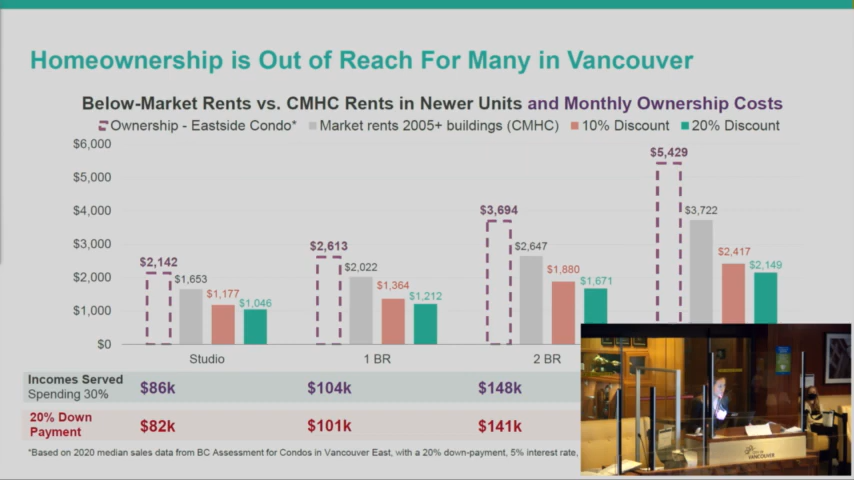 Homeownership is Out of Reach For Many in Vancouver
Below-Market Rents vs. CMHC Rents in Newer Units and Monthly Ownership Costs
Ownership - Eastside Condo* Market rents 2005+ buildings (CMHC) 10% Discount 20% Discount
$6,000
$5,000
$4,000
$3,000
$2,000
$1,000
$0
$2,142
$1,653
$1,177
$1,046
Studio
$2,613
$2,022
$1,364
$1,212
1 BR
$3,694
$2,647
$1,880
$1,671
2 BR
$5,429
$3,722
$2,417
$2,149
Incomes Served
Spending 30%
$86k $104k $148k
20% Down
Payment
$82k $101k $141k
*Based on 2020 median sales data from BC Assessment for Condos in Vancouver East, with a 20% down-payment, 5% interest rate,
VANCOUVER